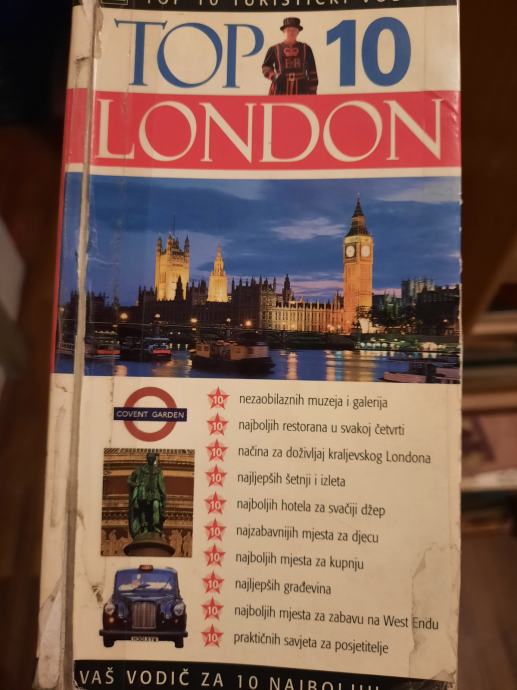 TOP 10 TURISTIČKI
TOP 10
LONDON
COVENT GARDEN
10 nezaobilaznih muzeja i galerija
10 najboljih restorana u svakoj četvrti
10 načina za doživljaj kraljevskog Londona
10 najljepših šetnji i izleta
10 najboljih hotela za svačiji džep
10 najzabavnijih mjesta za djecu
10 najboljih mjesta za kupnju
10 najljepših građevina
10 najboljih mjesta za zabavu na West Endu
10 praktičnih savjeta za posjetitelje
VAŠ VODIČ ZA 10 NAJBOLJIH